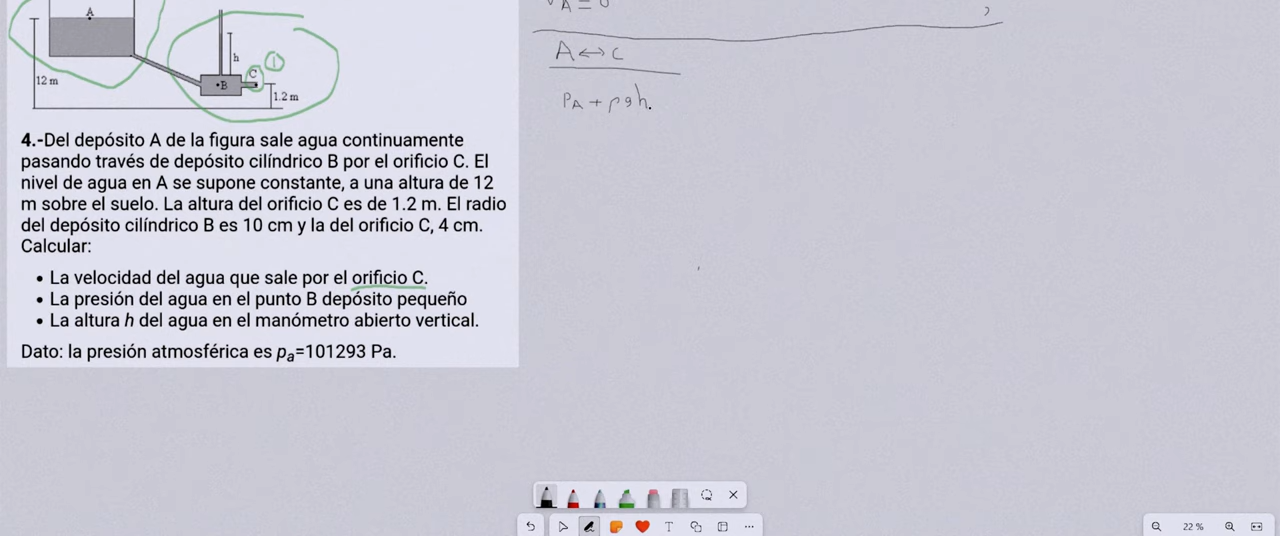 A
h
C
①
12 m
B
1.2 m
4.-Del depósito A de la figura sale agua continuamente
pasando través de depósito cilíndrico B por el orificio C. El
nivel de agua en A se supone constante, a una altura de 12
m sobre el suelo. La altura del orificio C es de 1.2 m. El radio
del depósito cilíndrico B es 10 cm y la del orificio C, 4 cm.
Calcular:
• La velocidad del agua que sale por el orificio C.
• La presión del agua en el punto B depósito pequeño
• La altura h del agua en el manómetro abierto vertical.
Dato: la presión atmosférica es pa=101293 Pa.
A ↔ C
PA + ρgh.
T
22 %